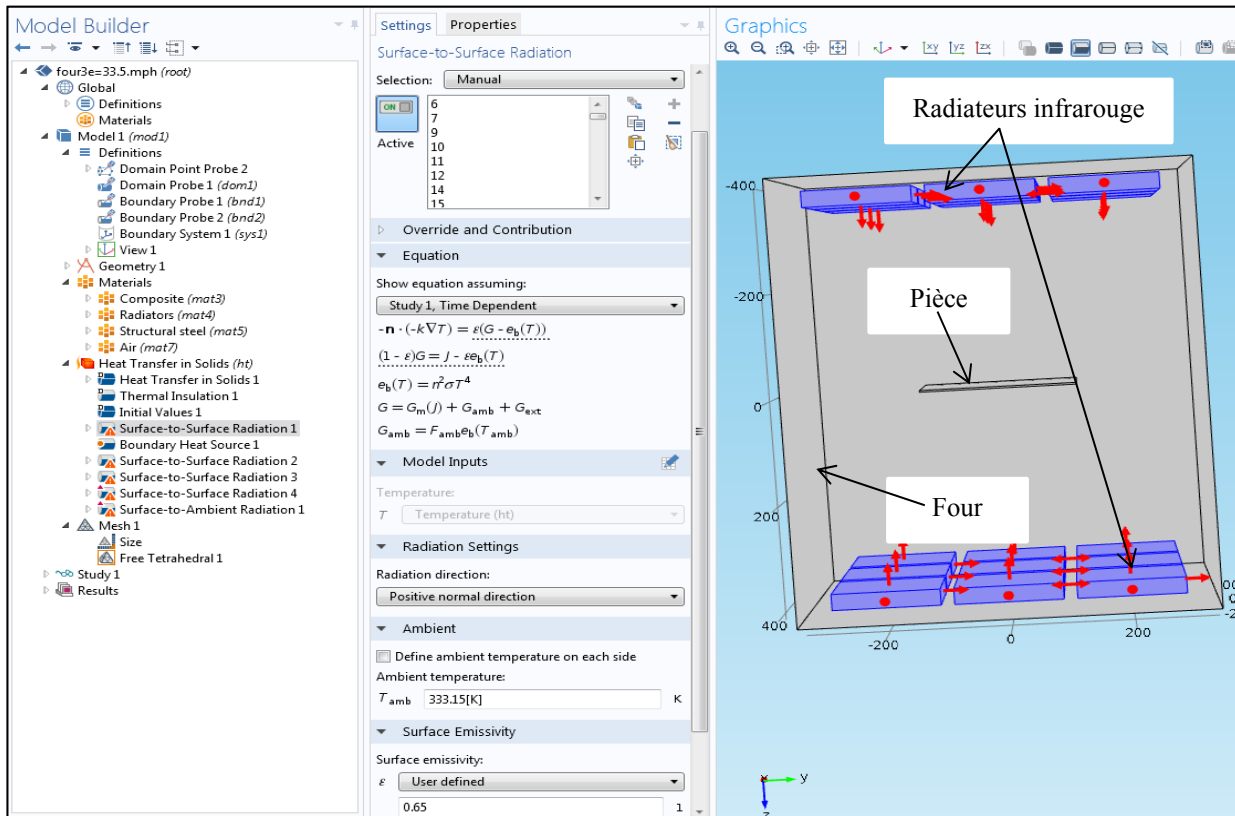 Model Builder
four3e=33.5.mph (root)
Global
Definitions
Materials
Model 1 (mod1)
Definitions
Domain Point Probe 2
Domain Probe 1 (dom1)
Boundary Probe 1 (bnd1)
Boundary Probe 2 (bnd2)
Boundary System 1 (sys1)
View 1
Geometry 1
Materials
Composite (mat3)
Radiators (mat4)
Structural steel (mat5)
Air (mat7)
Heat Transfer in Solids (ht)
Heat Transfer in Solids 1
Thermal Insulation 1
Initial Values 1
Surface-to-Surface Radiation 1
Boundary Heat Source 1
Surface-to-Surface Radiation 2
Surface-to-Surface Radiation 3
Surface-to-Surface Radiation 4
Surface-to-Ambient Radiation 1
Mesh 1
Size
Free Tetrahedral 1
Study 1
Results
Settings Properties
Surface-to-Surface Radiation
Selection: Manual
ON
Active
6
7
9
10
11
12
14
15
Override and Contribution
Equation
Show equation assuming:
Study 1, Time Dependent
-n · (-k∇T) = ε(G - e_b(T))
(1 - ε)G = J - εe_b(T)
e_b(T) = n²σT⁴
G = G_m(J) + G_amb + G_ext
G_amb = F_amb e_b(T_amb)
Model Inputs
Temperature:
T Temperature (ht)
Radiation Settings
Radiation direction:
Positive normal direction
Ambient
Define ambient temperature on each side
Ambient temperature:
T_amb 333.15[K] K
Surface Emissivity
Surface emissivity:
ε User defined
0.65 1
Graphics
xy yz zx
Radiateurs infrarouge
-400
-200
Pièce
0
200
Four
400
-200
0
200
y
z